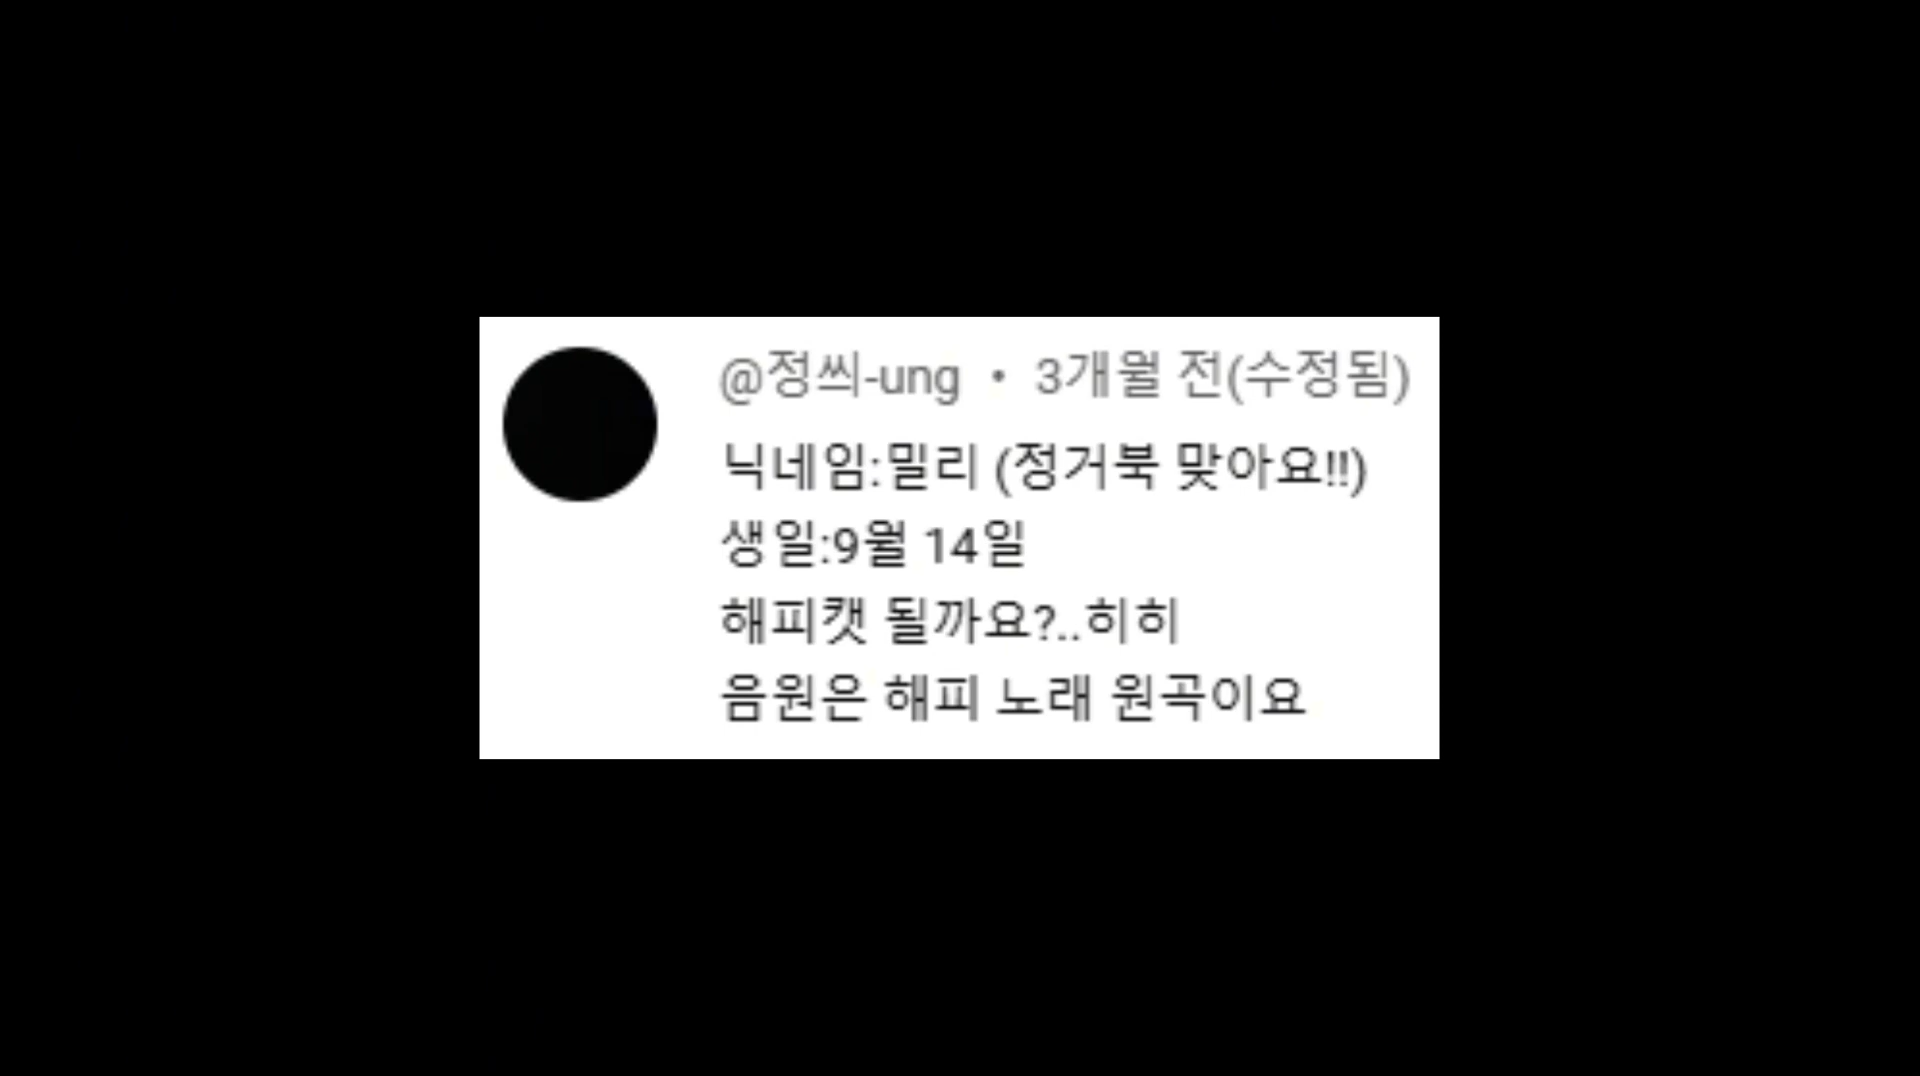 @정씌-ung • 3개월 전(수정됨)
닉네임:밀리 (정거북 맞아요!!)
생일:9월 14일
해피캣 될까요?..히히
음원은 해피 노래 원곡이요